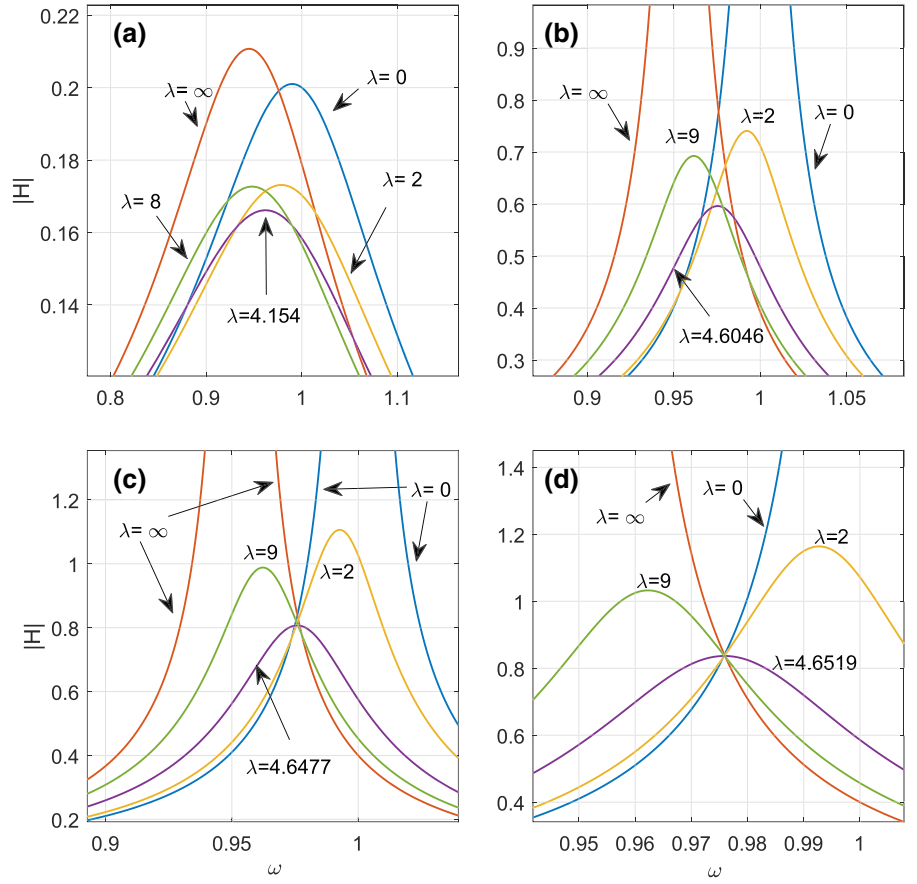 (a)
0.22
0.2
0.18
0.16
0.14
|H|
λ= ∞
λ= 0
λ= 8
λ= 2
λ=4.154
0.8
0.9
1
1.1
(b)
0.9
0.8
0.7
0.6
0.5
0.4
0.3
λ= ∞
λ=9
λ=2
λ= 0
λ=4.6046
0.9
0.95
1
1.05
(c)
1.2
1
0.8
0.6
0.4
0.2
|H|
λ= ∞
λ= 0
λ=9
λ=2
λ=4.6477
0.9
0.95
1
ω
(d)
1.4
1.2
1
0.8
0.6
0.4
λ= ∞
λ= 0
λ=2
λ=9
λ=4.6519
0.95
0.96
0.97
0.98
0.99
1
ω